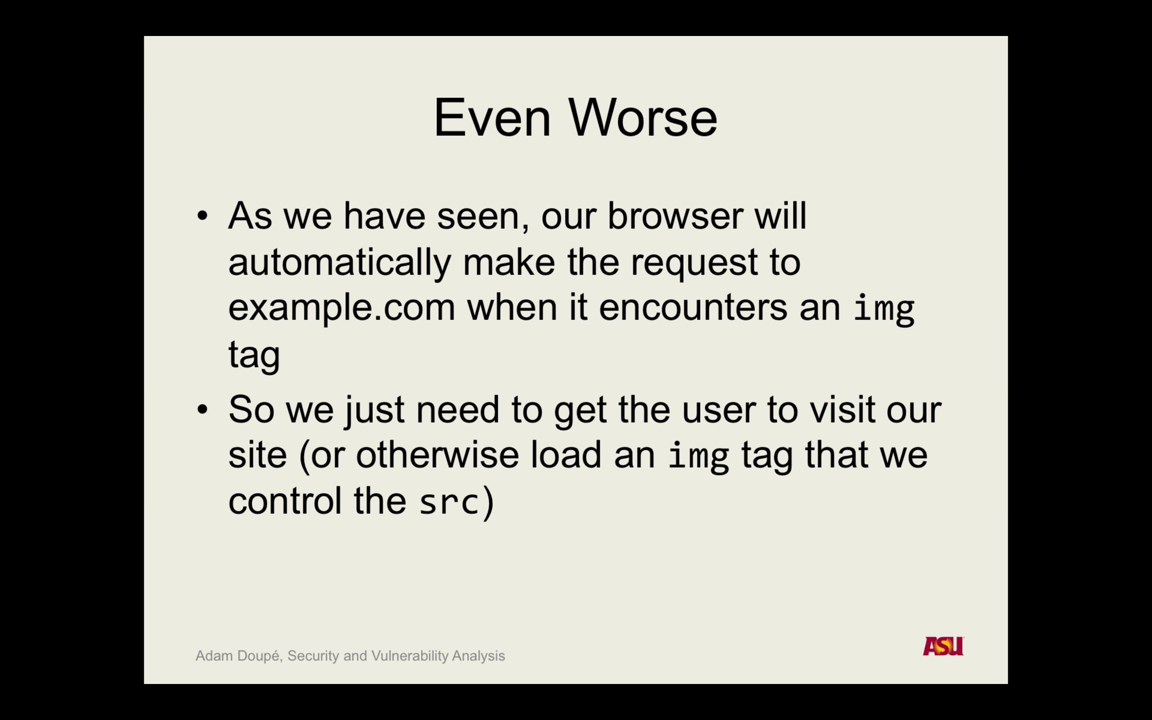 Even Worse
• As we have seen, our browser will
automatically make the request to
example.com when it encounters an img
tag
• So we just need to get the user to visit our
site (or otherwise load an img tag that we
control the src)
Adam Doupé, Security and Vulnerability Analysis
ASU